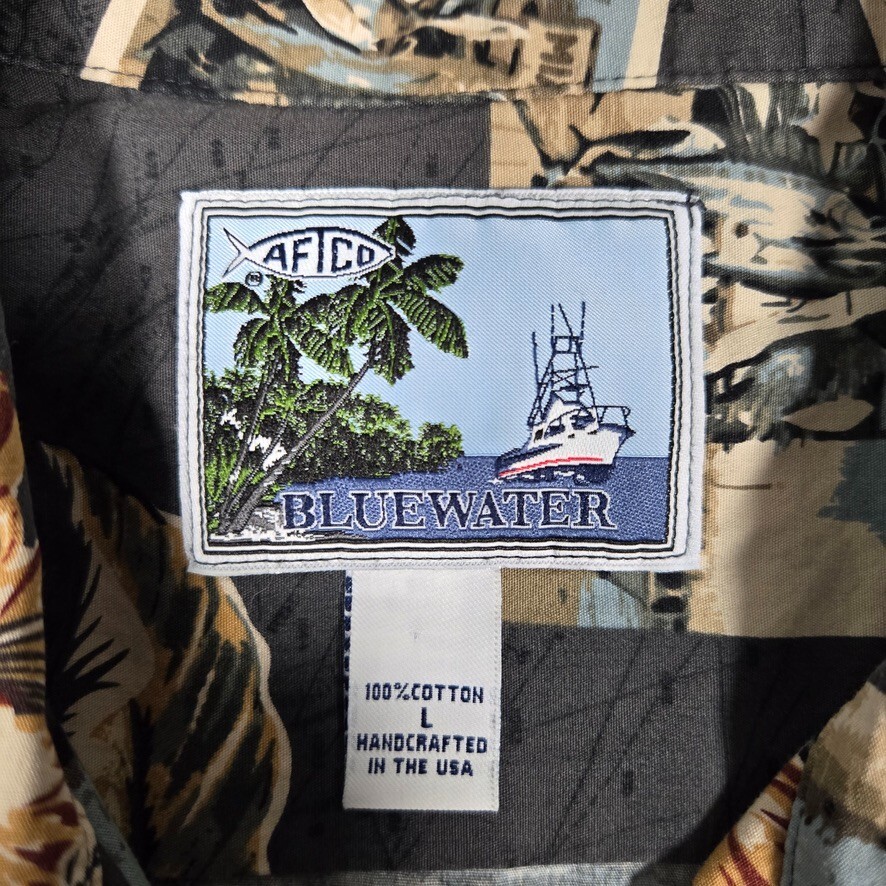 AFTCO
®
BLUEWATER
100%COTTON
L
HANDCRAFTED
IN THE USA